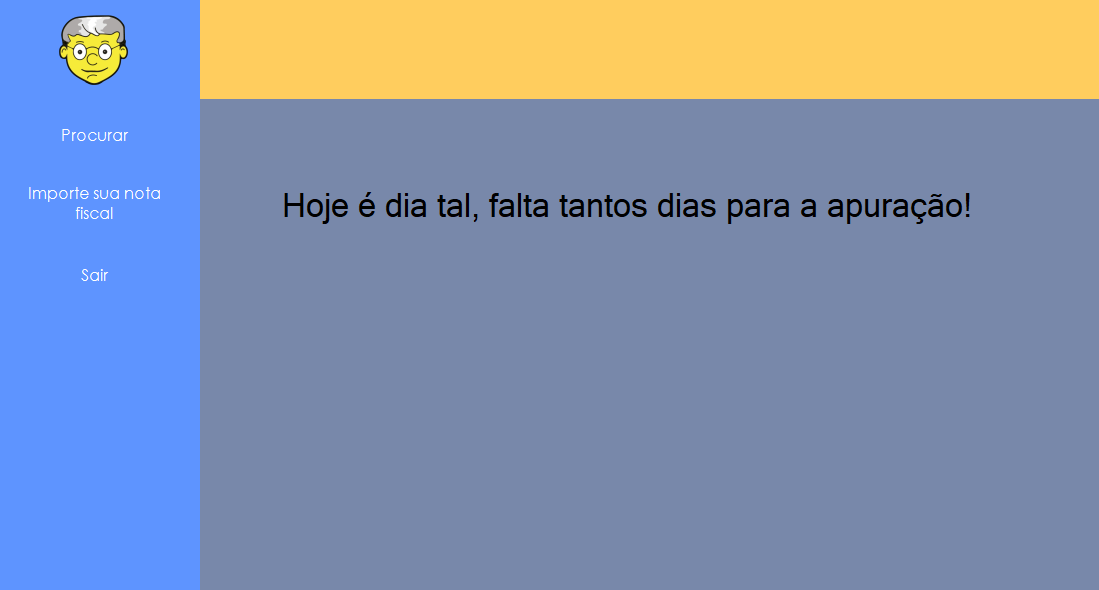 Procurar
Importe sua nota
fiscal
Sair
Hoje é dia tal, falta tantos dias para a apuração!